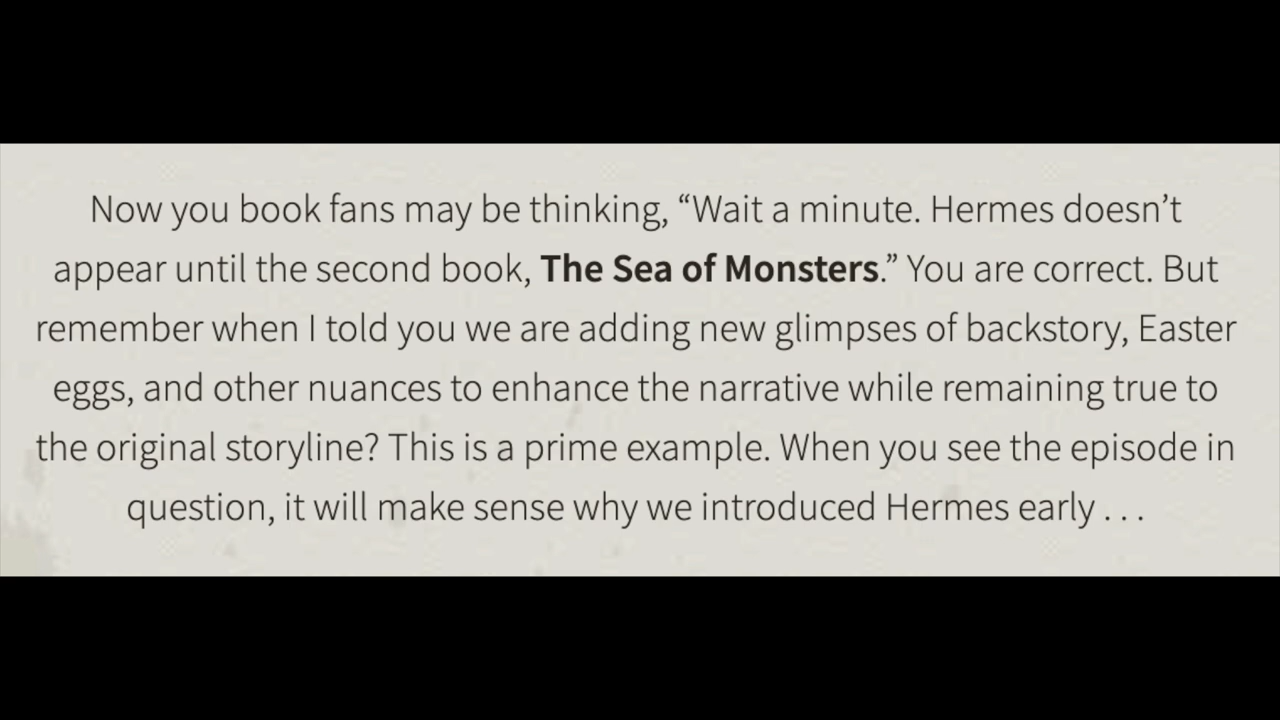 Now you book fans may be thinking, “Wait a minute. Hermes doesn’t
appear until the second book, The Sea of Monsters.” You are correct. But
remember when I told you we are adding new glimpses of backstory, Easter
eggs, and other nuances to enhance the narrative while remaining true to
the original storyline? This is a prime example. When you see the episode in
question, it will make sense why we introduced Hermes early . . .